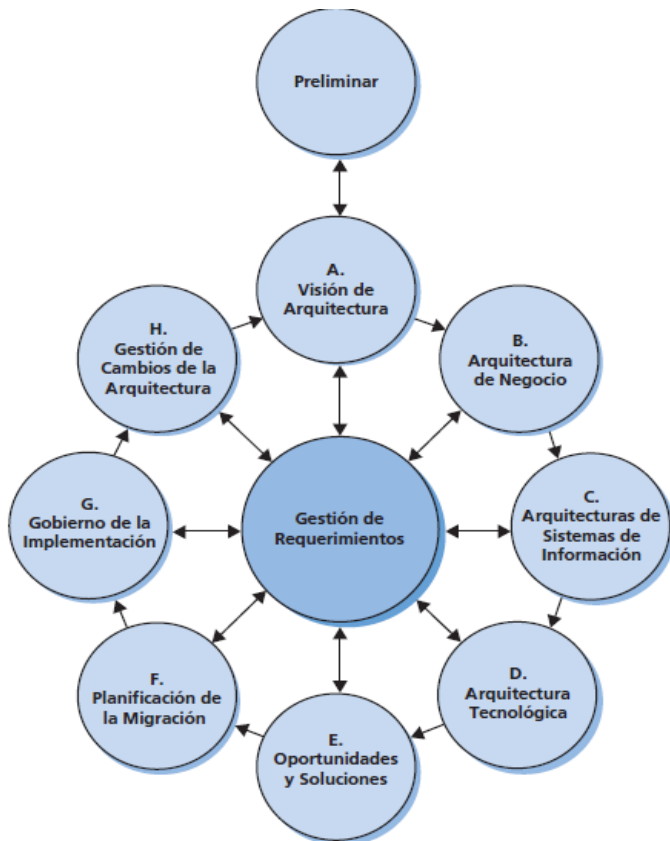 Preliminar
A.
Visión de
Arquitectura
B.
Arquitectura
de Negocio
C.
Arquitecturas de
Sistemas de
Información
D.
Arquitectura
Tecnológica
E.
Oportunidades
y Soluciones
F.
Planificación de
la Migración
G.
Gobierno de la
Implementación
H.
Gestión de
Cambios de la
Arquitectura
Gestión de
Requerimientos